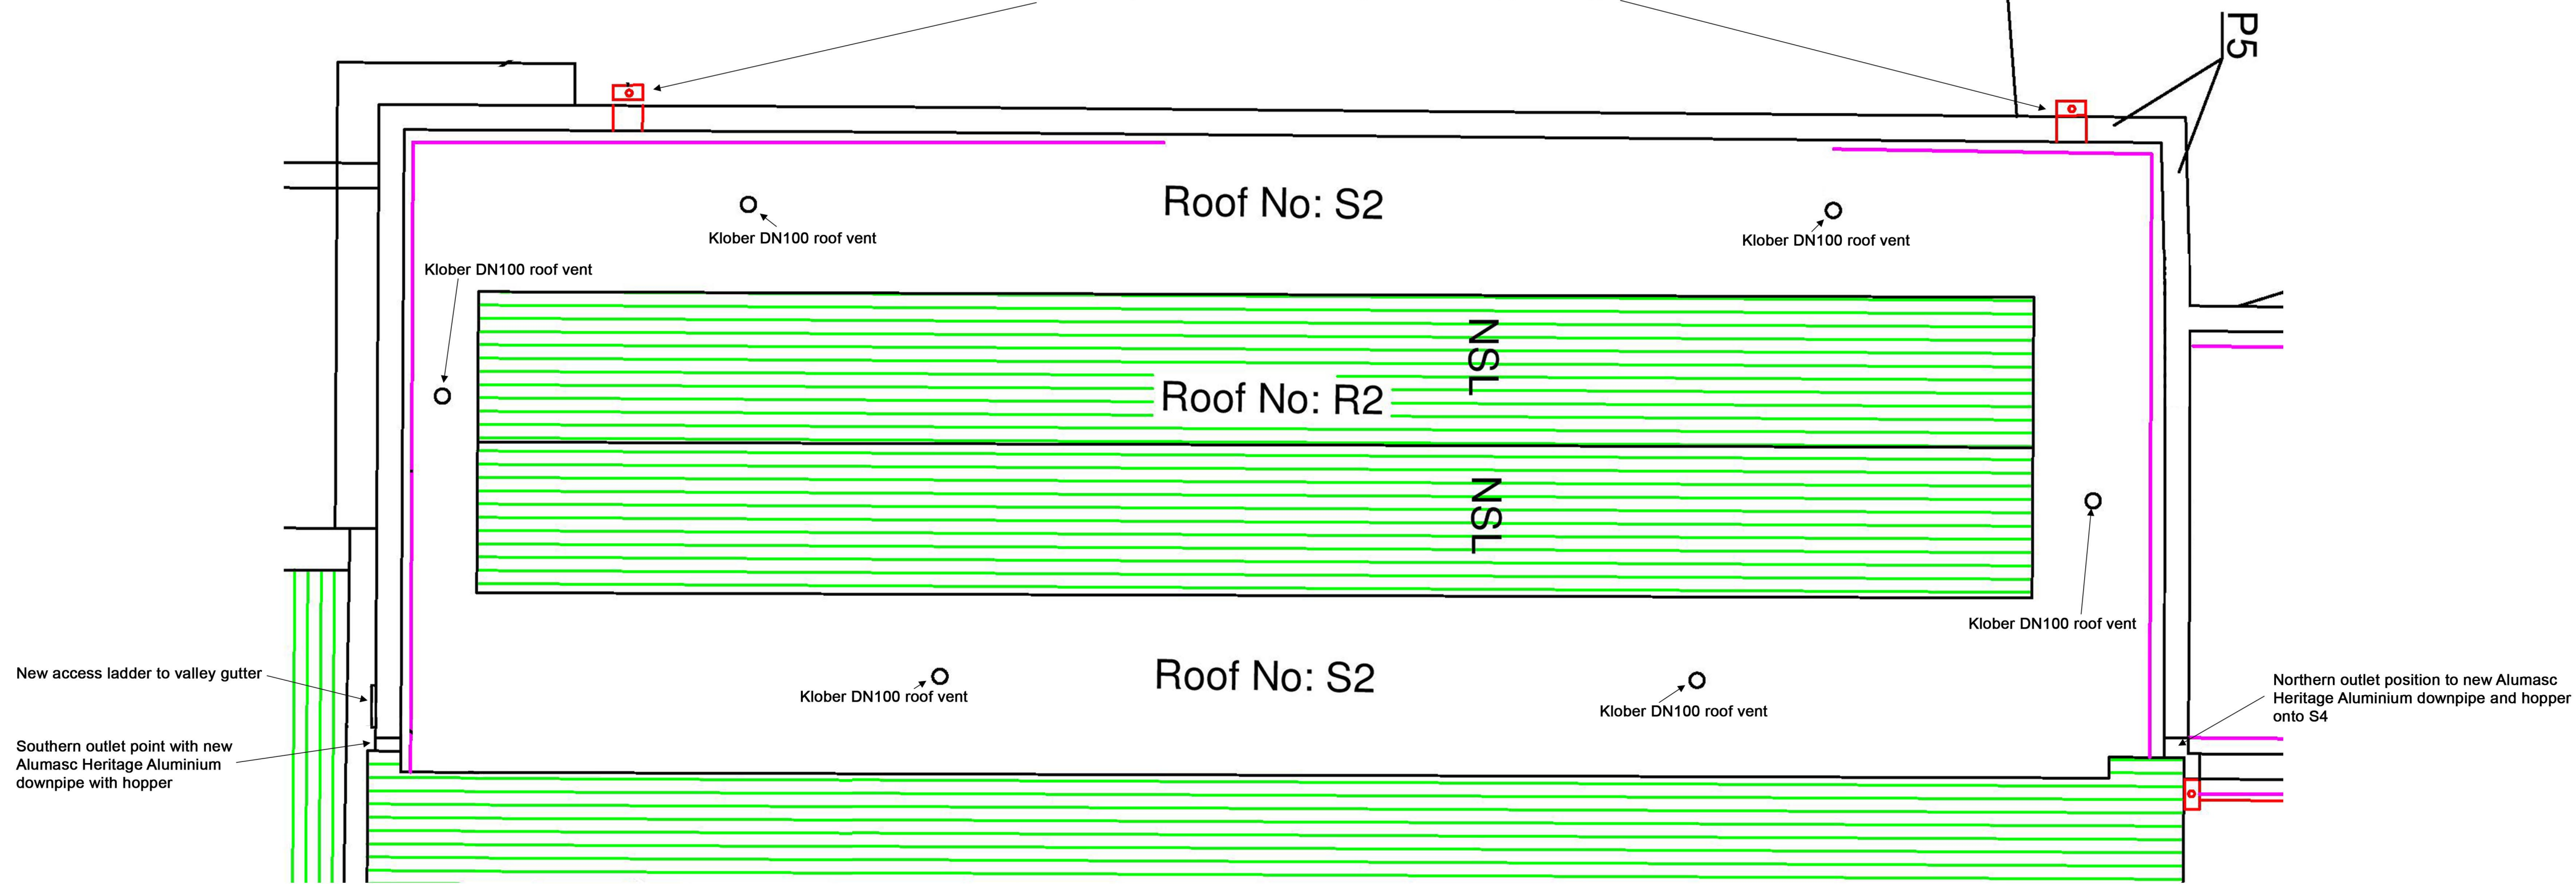 P5
Roof No: S2
Klober DN100 roof vent
Klober DN100 roof vent
Klober DN100 roof vent
NSL
Roof No: R2
NSL
Klober DN100 roof vent
Roof No: S2
Klober DN100 roof vent
Klober DN100 roof vent
New access ladder to valley gutter
Southern outlet point with new
Alumasc Heritage Aluminium
downpipe with hopper
Northern outlet position to new Alumasc
Heritage Aluminium downpipe and hopper
onto S4